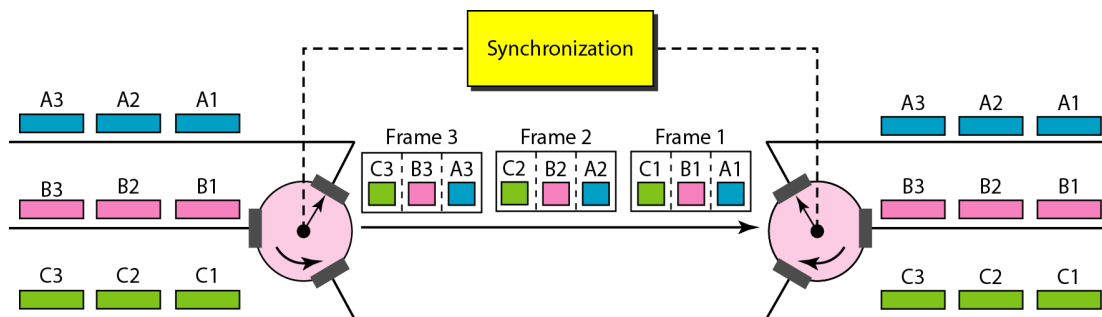 Synchronization
A3 A2 A1
Frame 3 Frame 2 Frame 1
A3 A2 A1
C3 B3 A3 C2 B2 A2 C1 B1 A1
B3 B2 B1
B3 B2 B1
C3 C2 C1
C3 C2 C1